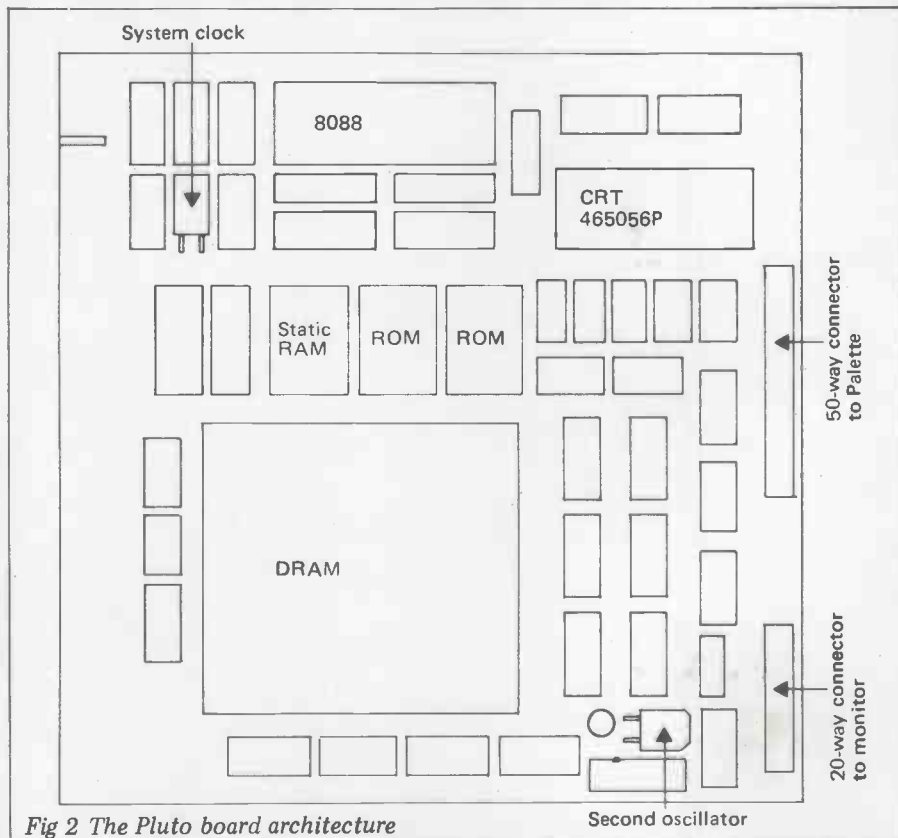 System clock
8088
CRT
465056P
Static
RAM
ROM
ROM
50-way connector
to Palette
DRAM
20-way connector
to monitor
Second oscillator
Fig 2 The Pluto board architecture